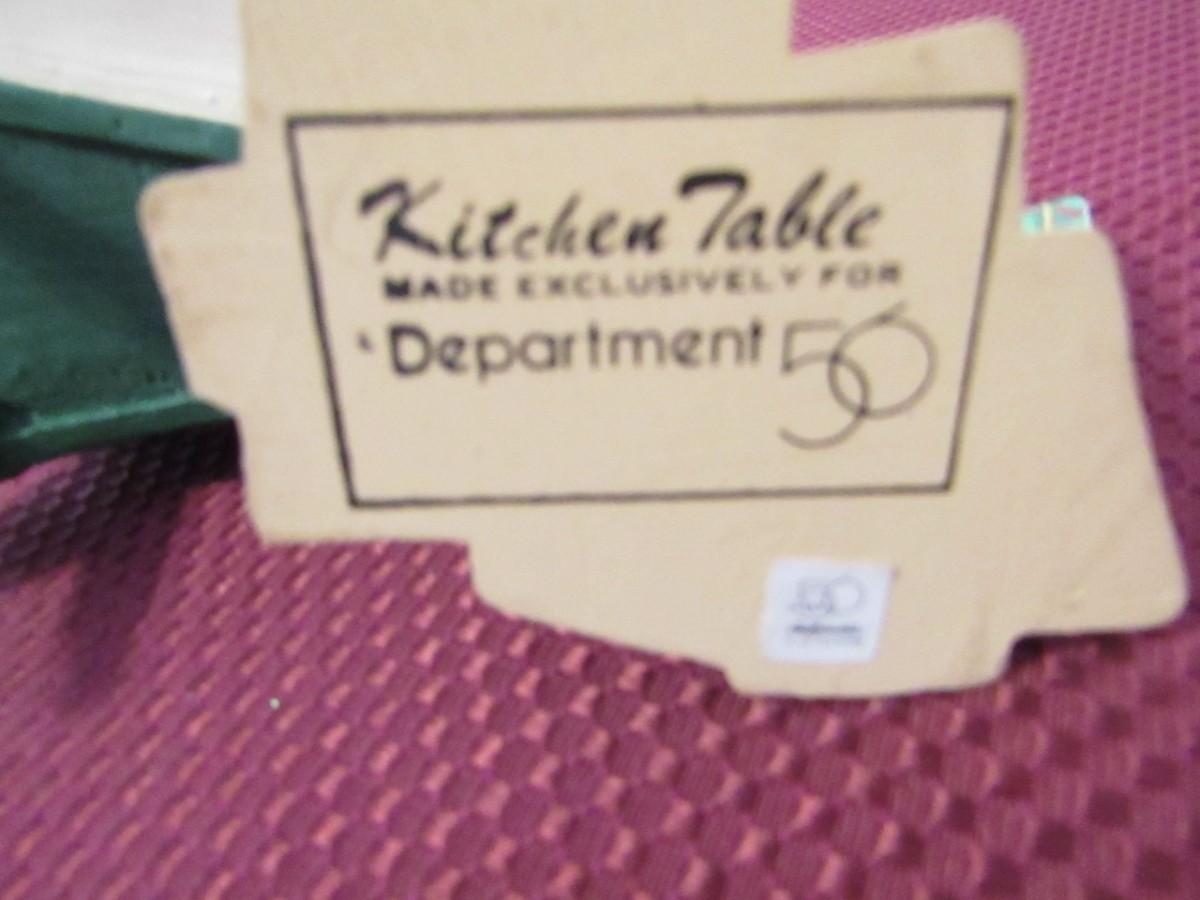 Kitchen Table
MADE EXCLUSIVELY FOR
Department 56